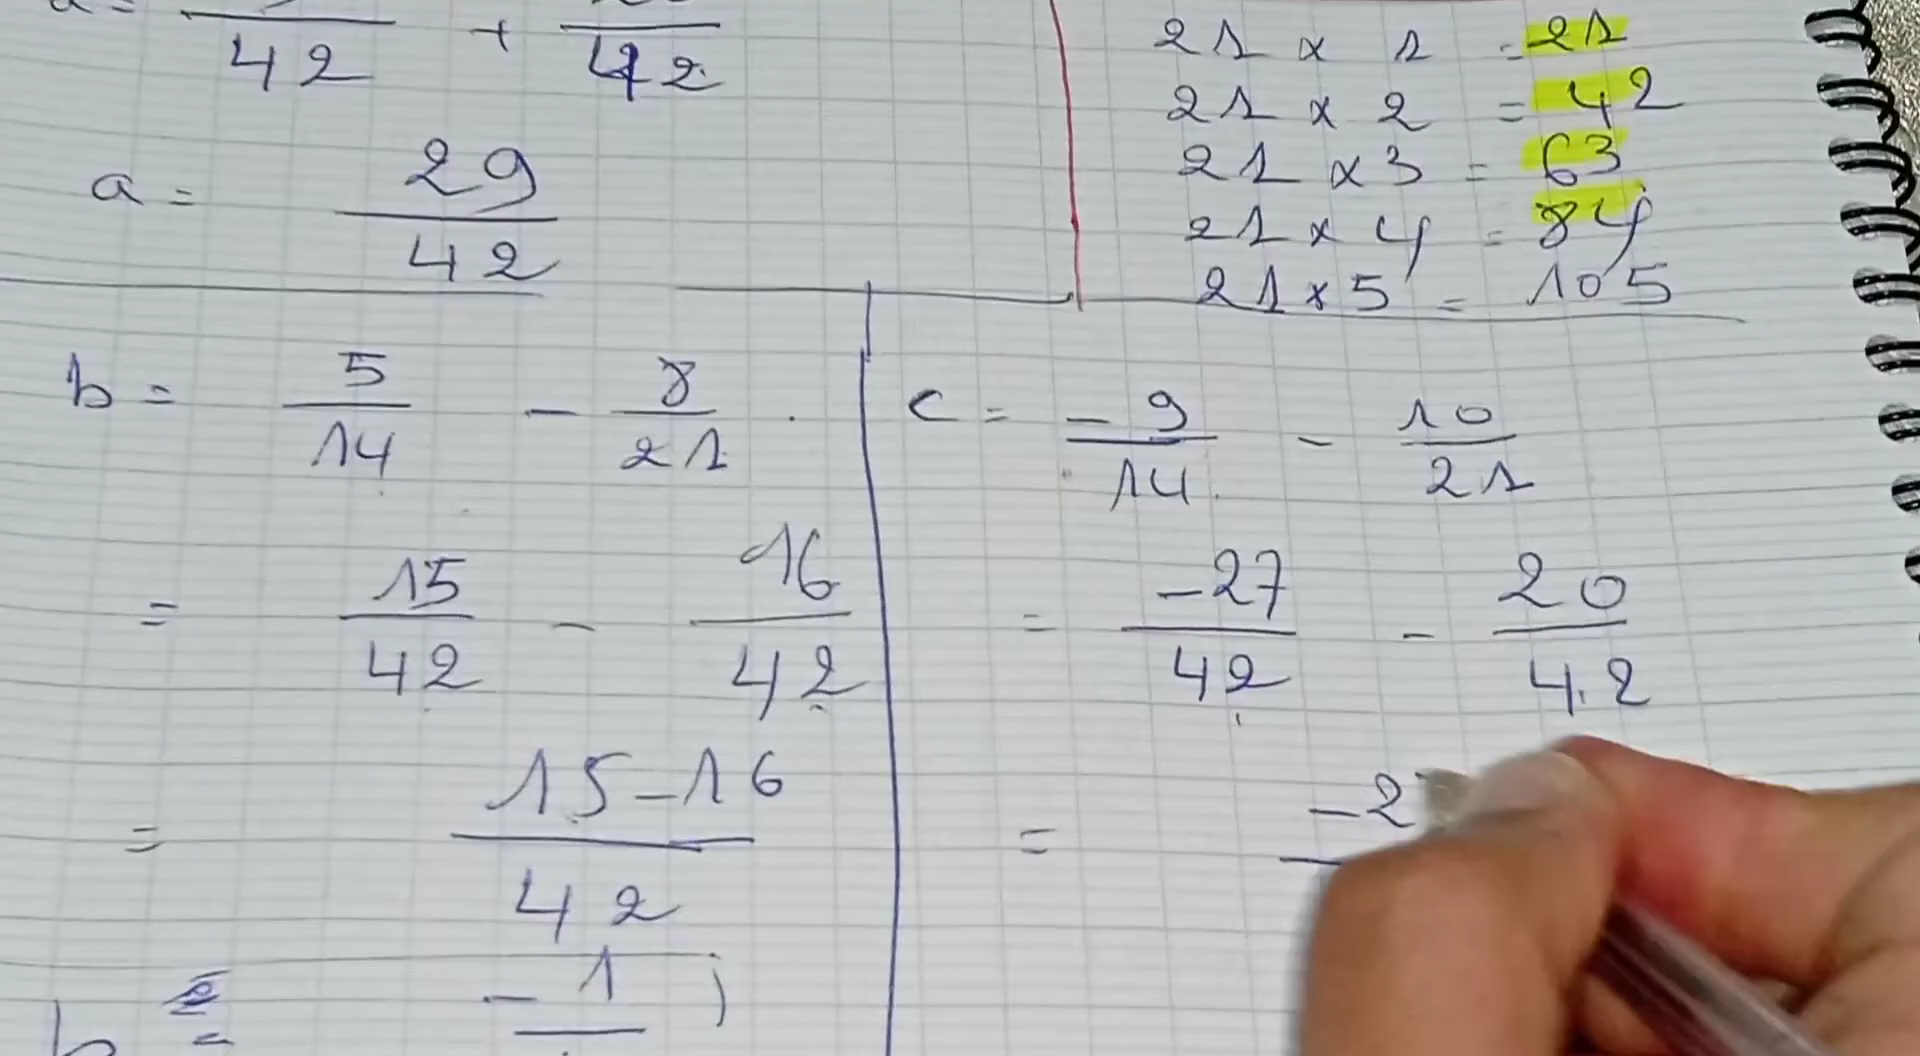 a = /42 + /42
a = 29/42
21 x 1 = 21
21 x 2 = 42
21 x 3 = 63
21 x 4 = 84
21 x 5 = 105
b = 5/14 - 8/21 .
= 15/42 - 16/42
= 15-16/42
b = -1/
c = -9/14 - 10/21
= -27/42 - 20/42
= -2